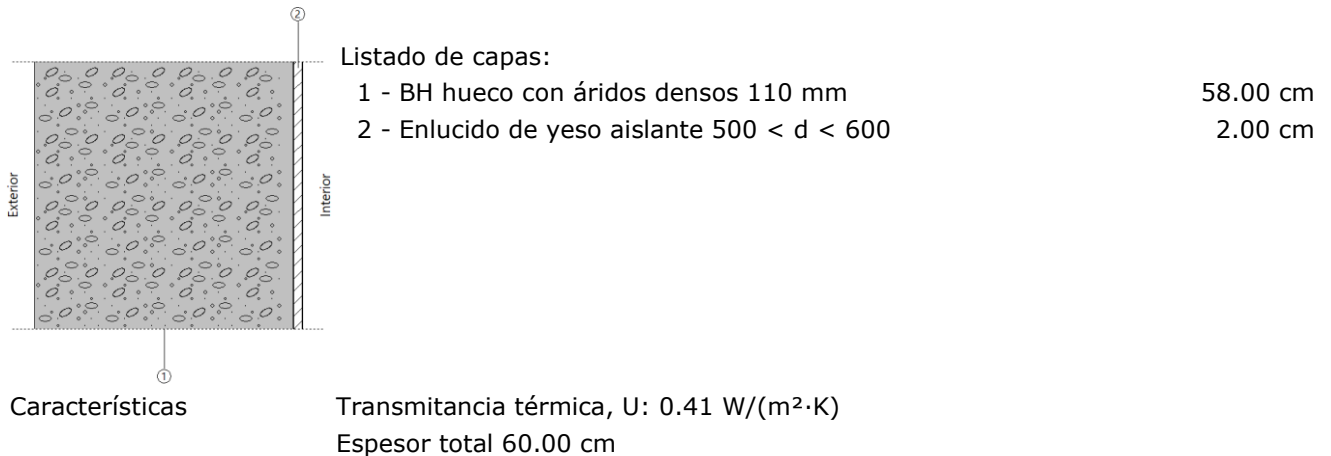 ②
Listado de capas:
1 - BH hueco con áridos densos 110 mm 58.00 cm
2 - Enlucido de yeso aislante 500 < d < 600 2.00 cm
Exterior
Interior
①
Características Transmitancia térmica, U: 0.41 W/(m²·K)
Espesor total 60.00 cm